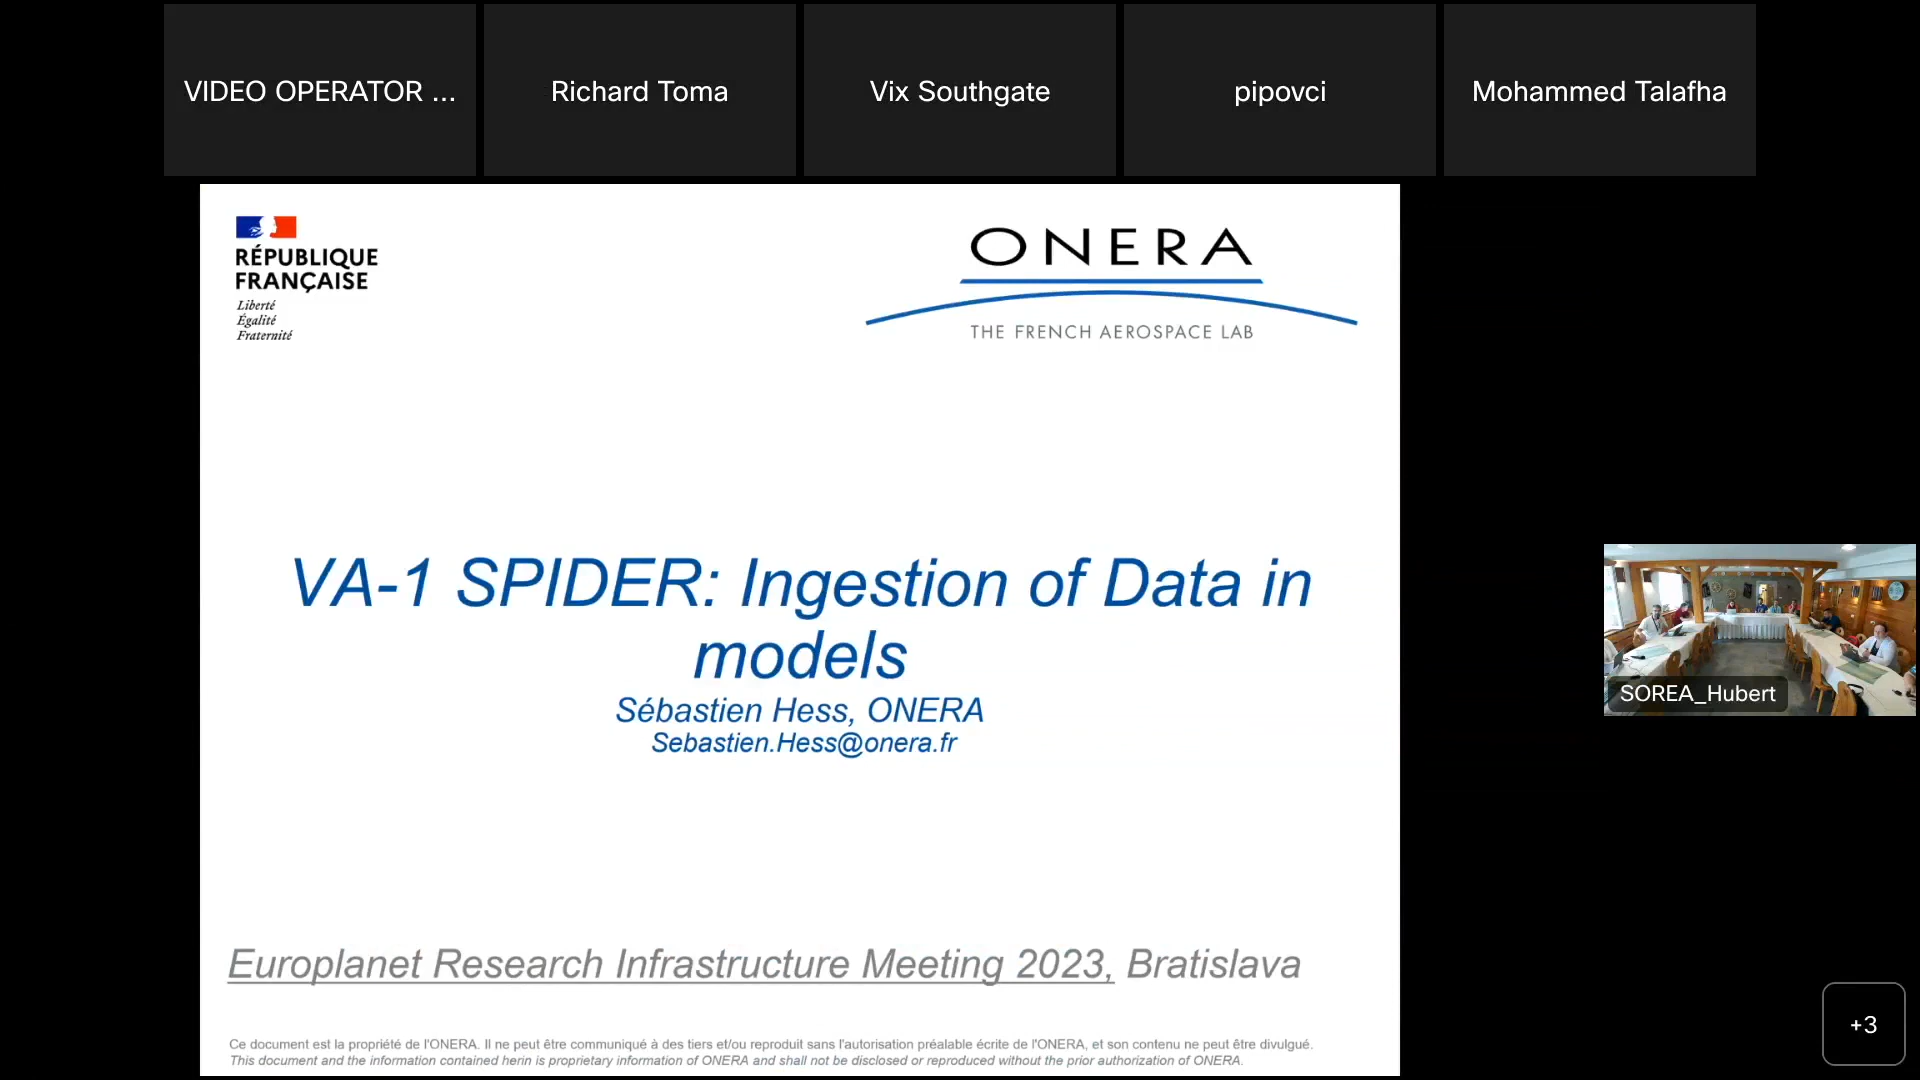 VIDEO OPERATOR ...
Richard Toma
Vix Southgate
pipovci
Mohammed Talafha
RÉPUBLIQUE
FRANÇAISE
Liberté
Égalité
Fraternité
ONERA
THE FRENCH AEROSPACE LAB
VA-1 SPIDER: Ingestion of Data in
models
Sébastien Hess, ONERA
Sebastien.Hess@onera.fr
SOREA_Hubert
Europlanet Research Infrastructure Meeting 2023, Bratislava
+3
Ce document est la propriété de l'ONERA. Il ne peut être communiqué à des tiers et/ou reproduit sans l'autorisation préalable écrite de l'ONERA, et son contenu ne peut être divulgué.
This document and the information contained herin is proprietary information of ONERA and shall not be disclosed or reproduced without the prior authorization of ONERA.